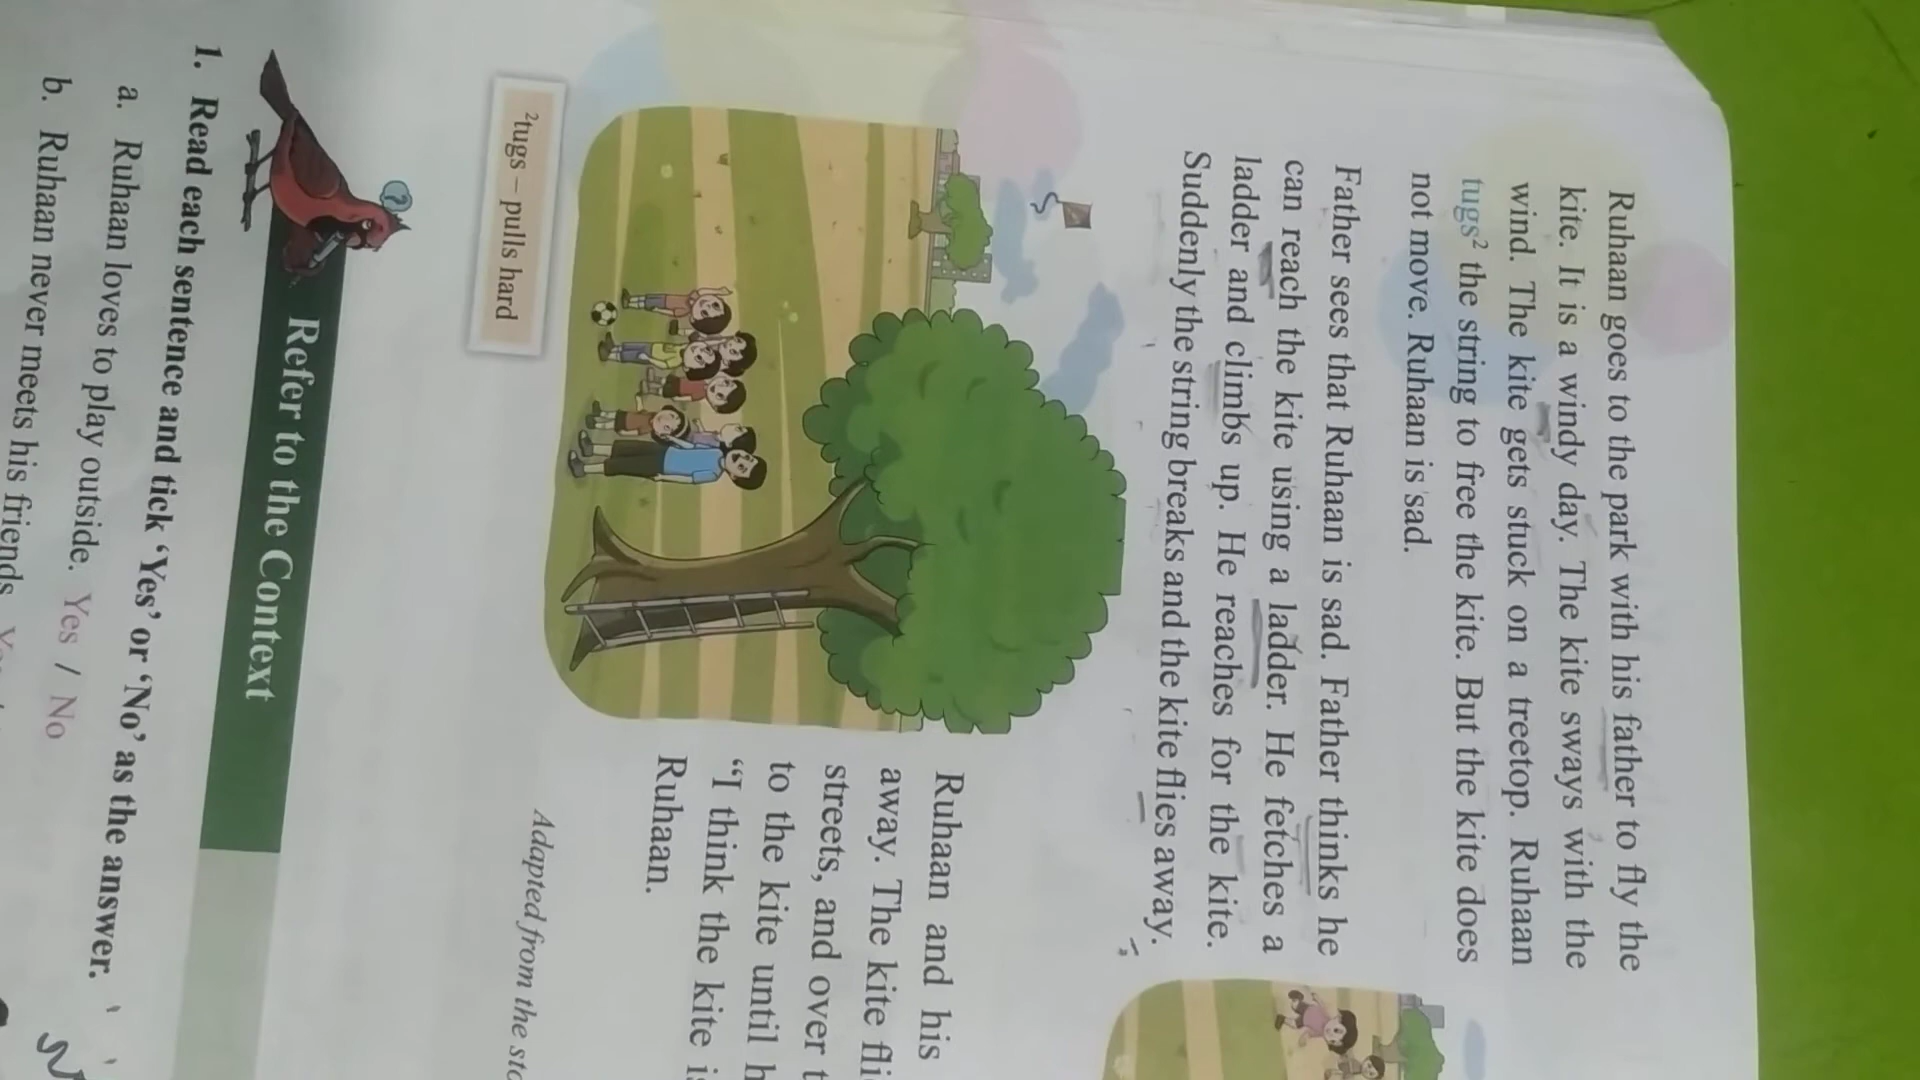 Ruhaan goes to the park with his father to fly the
kite. It is a windy day. The kite sways with the
wind. The kite gets stuck on a treetop. Ruhaan
tugs² the string to free the kite. But the kite does
not move. Ruhaan is sad.
Father sees that Ruhaan is sad. Father thinks he
can reach the kite using a ladder. He fetches a
ladder and climbs up. He reaches for the kite.
Suddenly the string breaks and the kite flies away.
Ruhaan and his
away. The kite
streets, and over
to the kite until
“I think the kite
Ruhaan.
Adapted from the
²tugs – pulls hard
Refer to the Context
1. Read each sentence and tick ‘Yes’ or ‘No’ as the answer.
a. Ruhaan loves to play outside. Yes / No
b. Ruhaan never meets his friends.